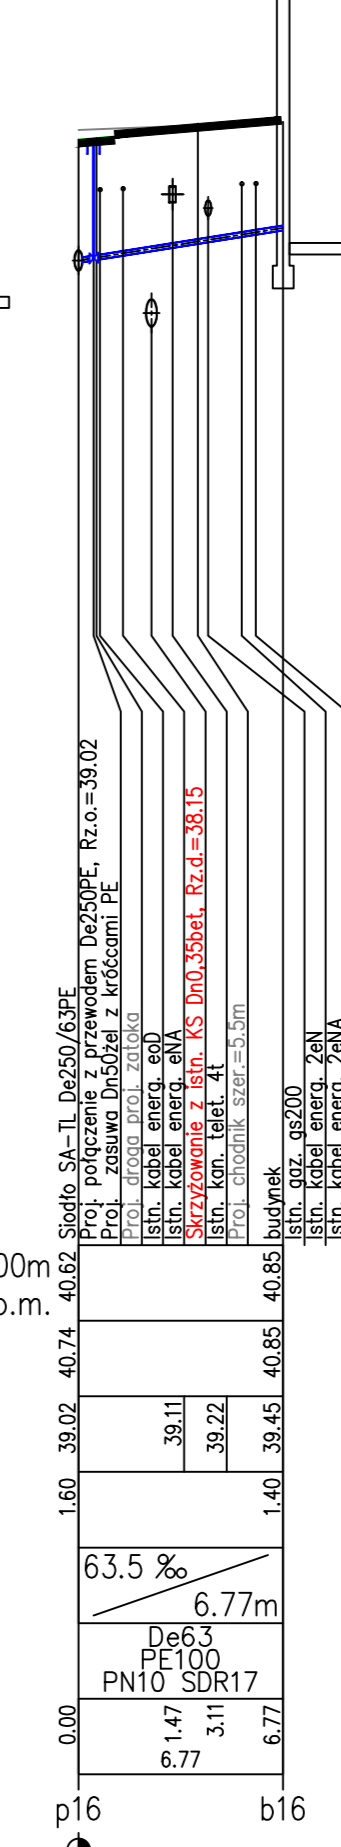 Siodło SA-TL De250/63PE
Proj. połączenie z przewodem De250PE, Rz.o.=39.02
Proj. zasuwa Dn50żel z króćcami PE
Proj. droga proj. zatoka
Istn. kabel energ. eoD
Istn. kabel energ. eNA
Skrzyżowanie z istn. KS Dn0,35bet, Rz.d.=38.15
Istn. kan. telet. 4t
Proj. chodnik szer.=5.5m
budynek
Istn. gaz. gs200
Istn. kabel energ. 2eN
Istn. kabel energ. 2eNA
00m
o.m.
40.62 40.85
40.74 40.85
39.02 39.11 39.22 39.45
1.60 1.40
63.5 ‰
6.77m
De63
PE100
PN10 SDR17
0.00 1.47 3.11 6.77
6.77
p16 b16